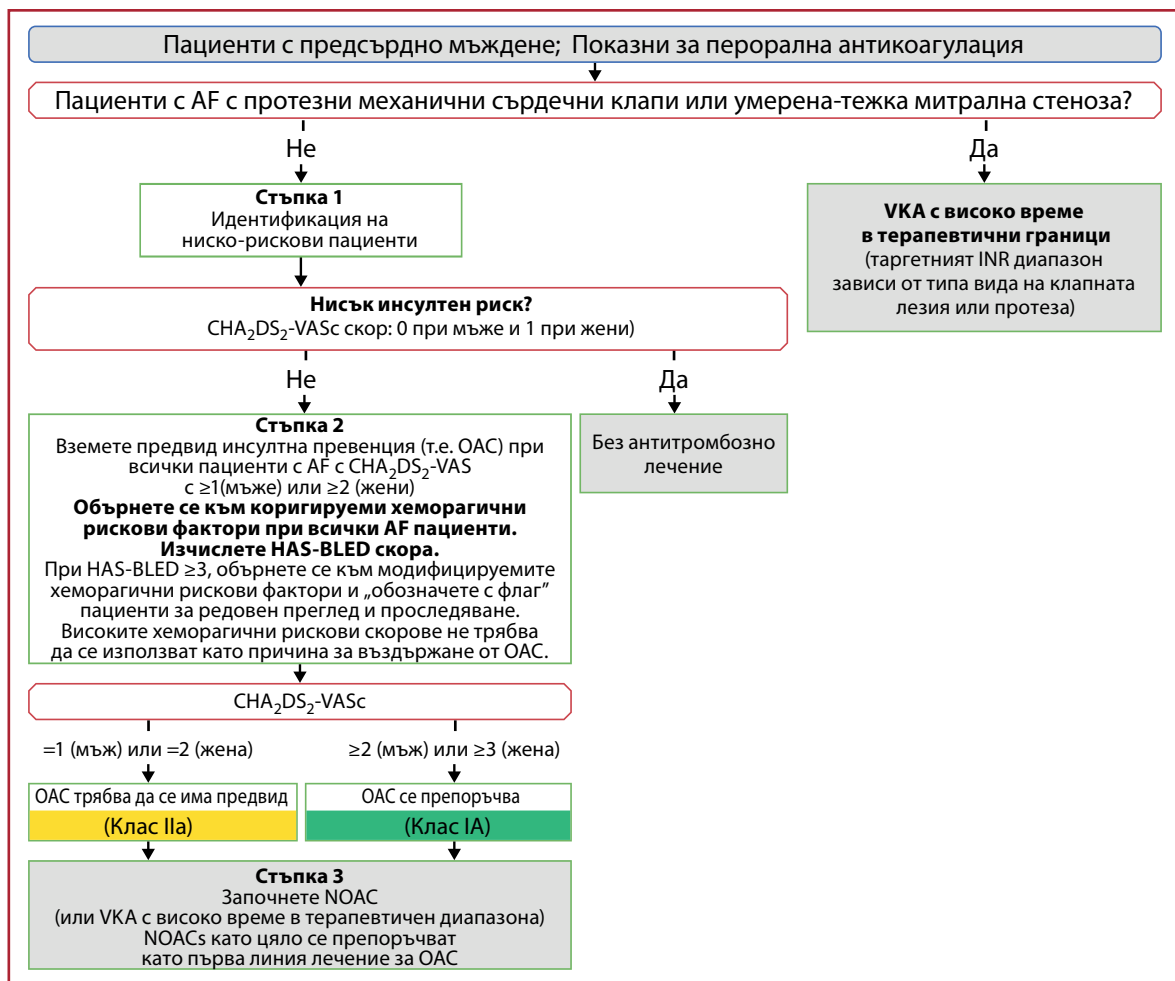 Пациенти с предсърдно мъждене; Показни за перорална антикоагулация
Пациенти с AF с протезни механични сърдечни клапи или умерена-тежка митрална стеноза?
Не
Да
Стъпка 1
Идентификация на
ниско-рискови пациенти
VKA с високо време
в терапевтични граници
(таргетният INR диапазон
зависи от типа вида на клапната
лезия или протеза)
Нисък инсултен риск?
CHA₂DS₂-VASc скор: 0 при мъже и 1 при жени)
Не
Да
Стъпка 2
Вземете предвид инсултна превенция (т.е. ОАС) при
всички пациенти с AF с CHA₂DS₂-VAS
с ≥1(мъже) или ≥2 (жени)
Обърнете се към коригируеми хеморагични
рискови фактори при всички AF пациенти.
Изчислете HAS-BLED скора.
При HAS-BLED ≥3, обърнете се към модифицируемите
хеморагични рискови фактори и „обозначете с флаг”
пациенти за редовен преглед и проследяване.
Високите хеморагични рискови скорове не трябва
да се използват като причина за въздържане от ОАС.
Без антитромбозно
лечение
CHA₂DS₂-VASc
=1 (мъж) или =2 (жена)
≥2 (мъж) или ≥3 (жена)
ОАС трябва да се има предвид
(Клас IIa)
ОАС се препоръчва
(Клас IA)
Стъпка 3
Започнете NOAC
(или VKA с високо време в терапевтичен диапазона)
NOACs като цяло се препоръчват
като първа линия лечение за ОАС